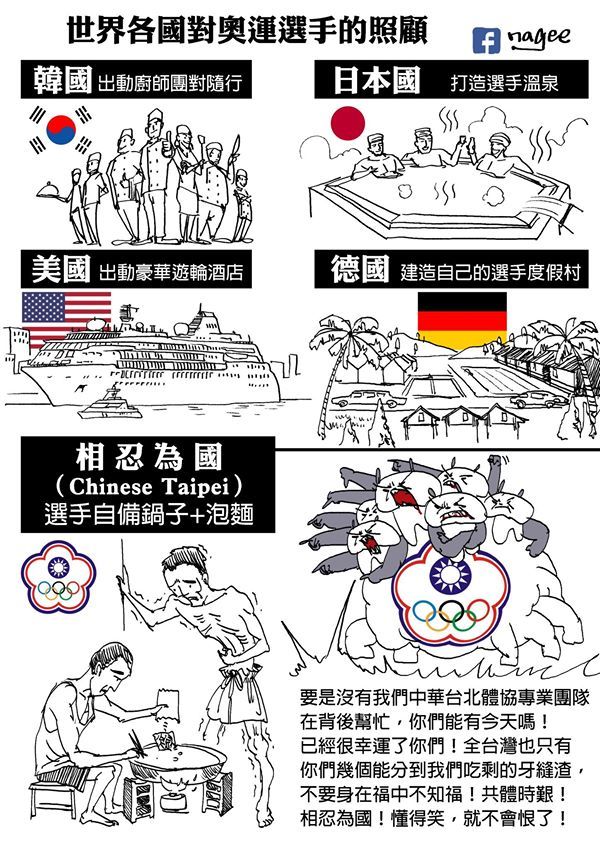 世界各國對奧運選手的照顧
f nagee
韓國 出動廚師團對隨行
日本國 打造選手溫泉
美國 出動豪華遊輪酒店
德國 建造自己的選手度假村
相忍為國
（Chinese Taipei）
選手自備鍋子+泡麵
要是沒有我們中華台北體協專業團隊
在背後幫忙，你們能有今天嗎！
已經很幸運了你們！全台灣也只有
你們幾個能分到我們吃剩的牙縫渣，
不要身在福中不知福！共體時艱！
相忍為國！懂得笑，就不會恨了！